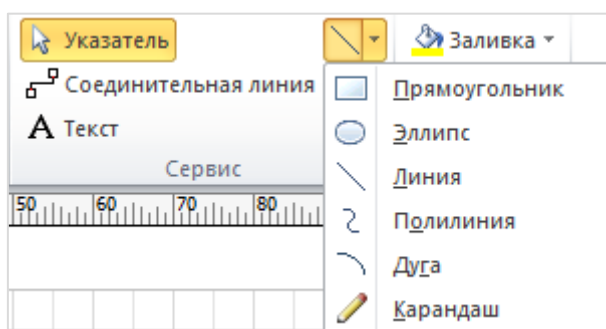 Указатель
Заливка
Соединительная линия
Прямоугольник
A Текст
Эллипс
Сервис
Линия
50 60 70 80
Полилиния
Дуга
Карандаш